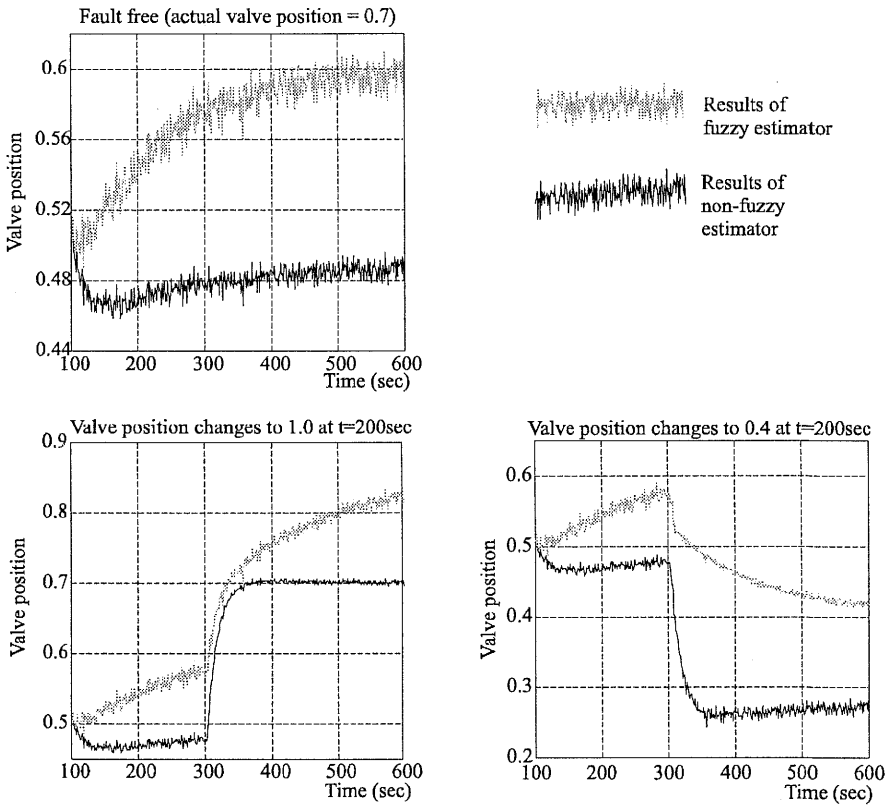 Fault free (actual valve position = 0.7)
0.6
0.56
0.52
0.48
0.44
Valve position
100 200 300 400 500 600
Time (sec)
Results of
fuzzy estimator
Results of
non-fuzzy
estimator
Valve position changes to 1.0 at t=200sec
0.9
0.8
0.7
0.6
0.5
Valve position
100 200 300 400 500 600
Time (sec)
Valve position changes to 0.4 at t=200sec
0.6
0.5
0.4
0.3
0.2
Valve position
100 200 300 400 500 600
Time (sec)